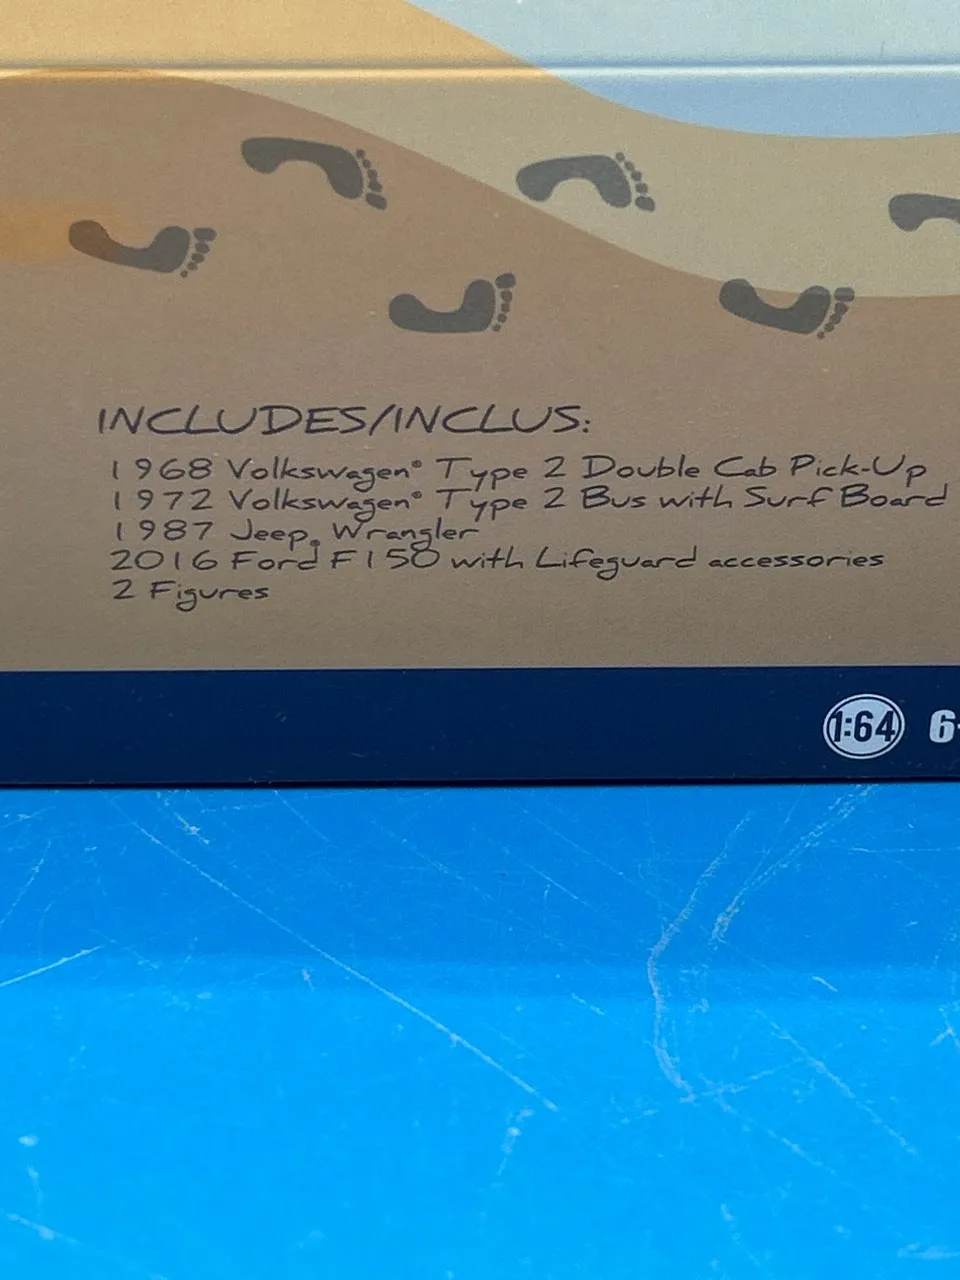 INCLUDES/INCLUS:
1968 Volkswagen® Type 2 Double Cab Pick-Up
1972 Volkswagen® Type 2 Bus with Surf Board
1987 Jeep® Wrangler
2016 Ford F150 with Lifeguard accessories
2 Figures
1:64